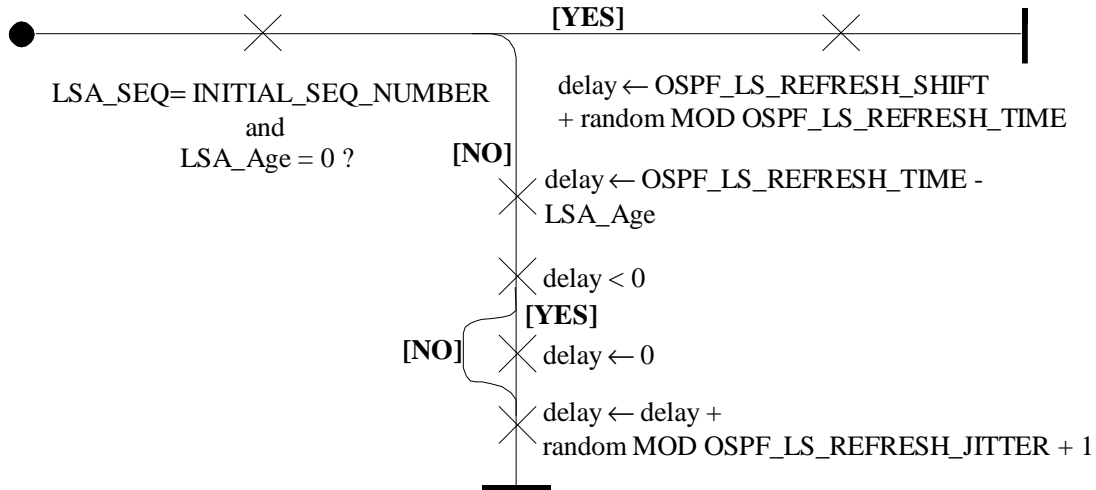 [YES]
LSA_SEQ= INITIAL_SEQ_NUMBER
and
LSA_Age = 0 ?
delay ← OSPF_LS_REFRESH_SHIFT
+ random MOD OSPF_LS_REFRESH_TIME
[NO]
delay ← OSPF_LS_REFRESH_TIME -
LSA_Age
delay < 0
[YES]
[NO]
delay ← 0
delay ← delay +
random MOD OSPF_LS_REFRESH_JITTER + 1